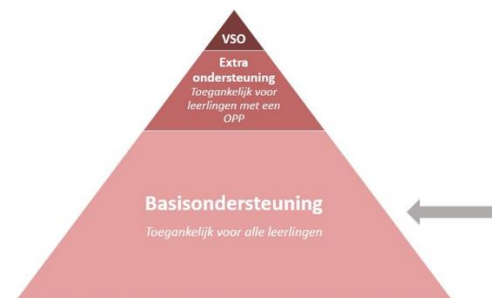 VSO
Extra
ondersteuning
Toegankelijk voor
leerlingen met een
OPP
Basisondersteuning
Toegankelijk voor alle leerlingen